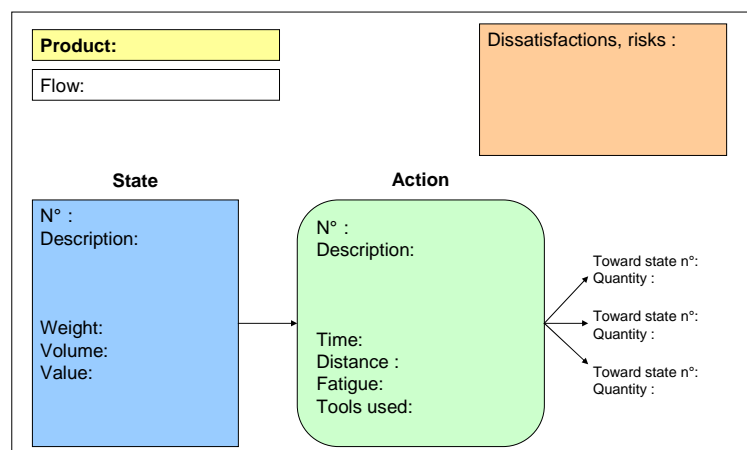 Product:
Flow:
Dissatisfactions, risks :
State
N° :
Description:
Weight:
Volume:
Value:
Action
N° :
Description:
Time:
Distance :
Fatigue:
Tools used:
Toward state n°:
Quantity :
Toward state n°:
Quantity :
Toward state n°:
Quantity :